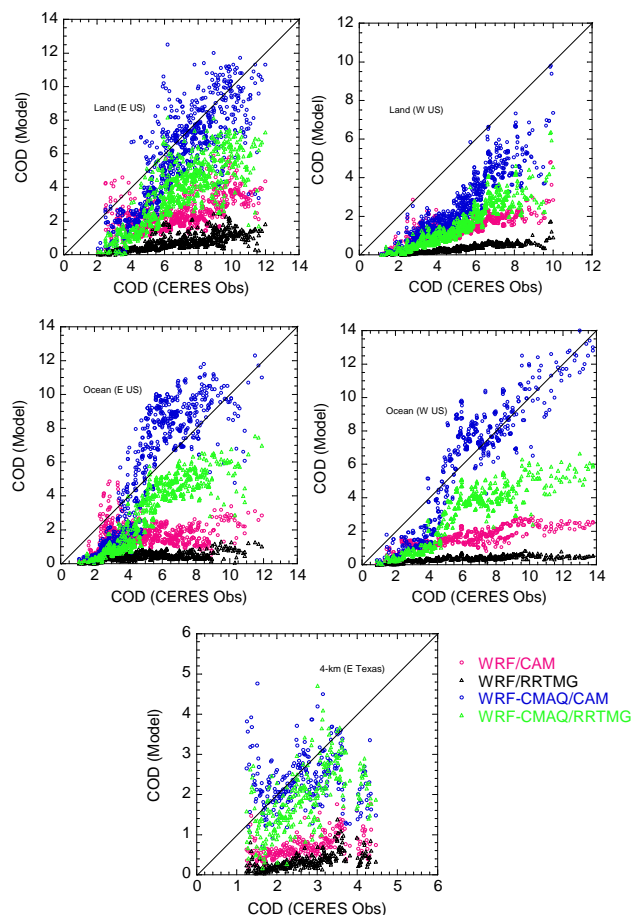 14
12
10
8
6
4
2
0
COD (Model)
Land (E US)
0 2 4 6 8 10 12 14
COD (CERES Obs)
12
10
8
6
4
2
0
COD (Model)
Land (W US)
0 2 4 6 8 10 12
COD (CERES Obs)
14
12
10
8
6
4
2
0
COD (Model)
Ocean (E US)
0 2 4 6 8 10 12 14
COD (CERES Obs)
14
12
10
8
6
4
2
0
COD (Model)
Ocean (W US)
0 2 4 6 8 10 12 14
COD (CERES Obs)
6
5
4
3
2
1
0
COD (Model)
4-km (E Texas)
0 1 2 3 4 5 6
COD (CERES Obs)
WRF/CAM
WRF/RRTMG
WRF-CMAQ/CAM
WRF-CMAQ/RRTMG